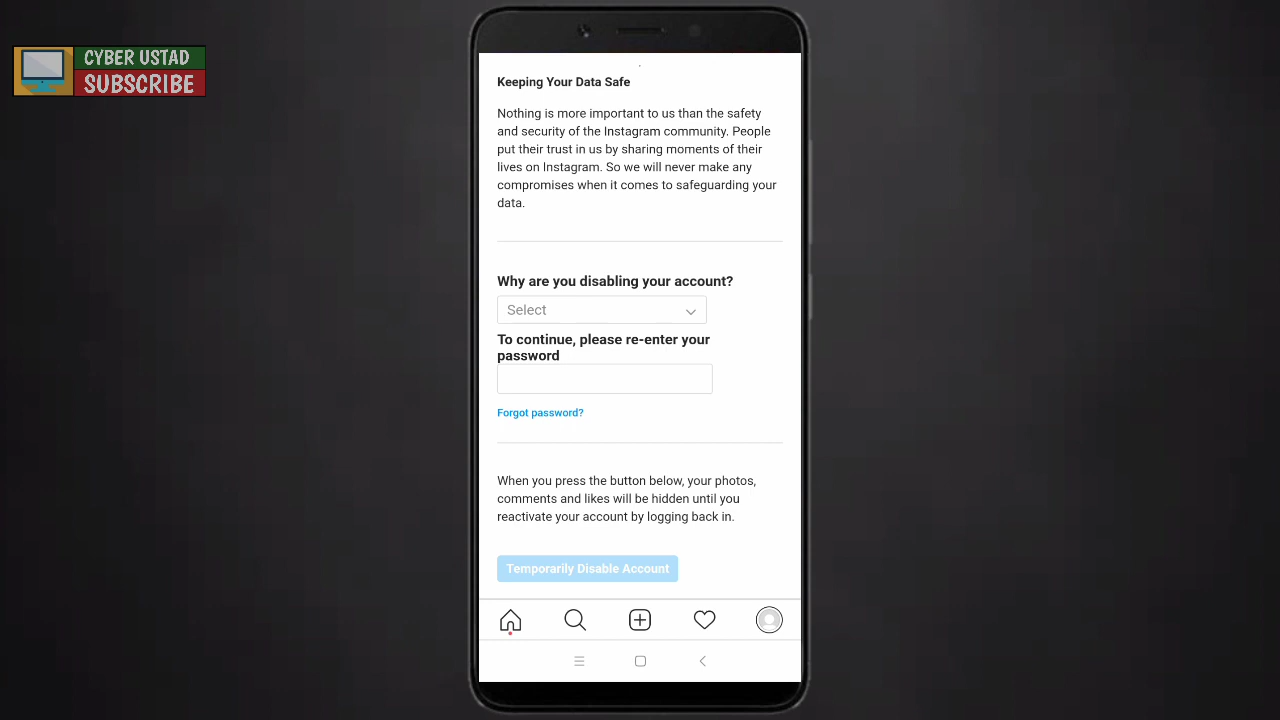 CYBER USTAD
SUBSCRIBE
Keeping Your Data Safe
Nothing is more important to us than the safety
and security of the Instagram community. People
put their trust in us by sharing moments of their
lives on Instagram. So we will never make any
compromises when it comes to safeguarding your
data.
Why are you disabling your account?
Select
To continue, please re-enter your
password
Forgot password?
When you press the button below, your photos,
comments and likes will be hidden until you
reactivate your account by logging back in.
Temporarily Disable Account